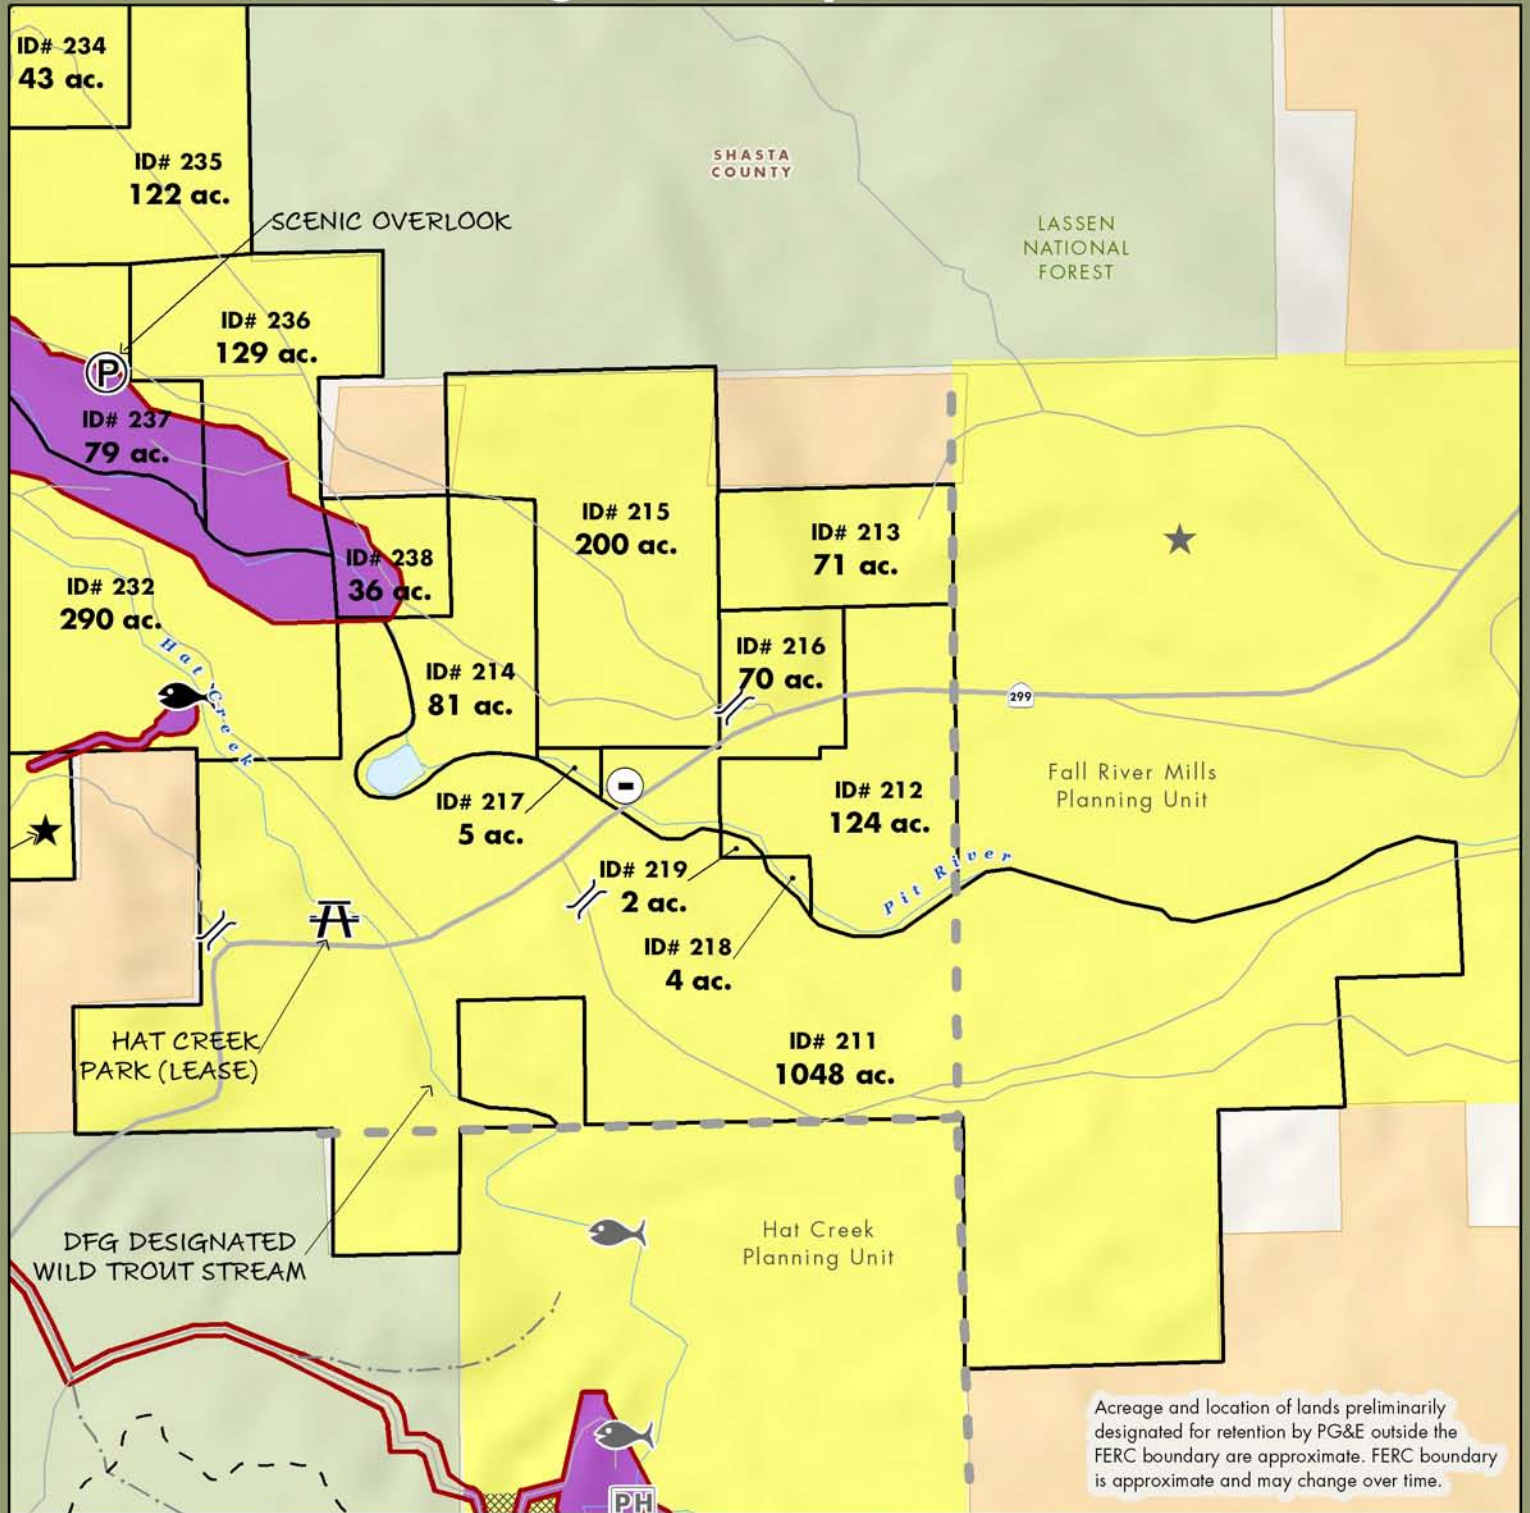 ID# 234
43 ac.
ID# 235
122 ac.
SHASTA
COUNTY
SCENIC OVERLOOK
LASSEN
NATIONAL
FOREST
ID# 236
129 ac.
P
ID# 237
79 ac.
ID# 215
200 ac.
ID# 213
71 ac.
ID# 238
36 ac.
ID# 232
290 ac.
Hat Creek
ID# 214
81 ac.
ID# 216
70 ac.
299
Fall River Mills
Planning Unit
ID# 217
5 ac.
ID# 212
124 ac.
Pit River
ID# 219
2 ac.
ID# 218
4 ac.
HAT CREEK
PARK (LEASE)
ID# 211
1048 ac.
DFG DESIGNATED
WILD TROUT STREAM
Hat Creek
Planning Unit
Acreage and location of lands preliminarily
designated for retention by PG&E outside the
FERC boundary are approximate. FERC boundary
is approximate and may change over time.
PH